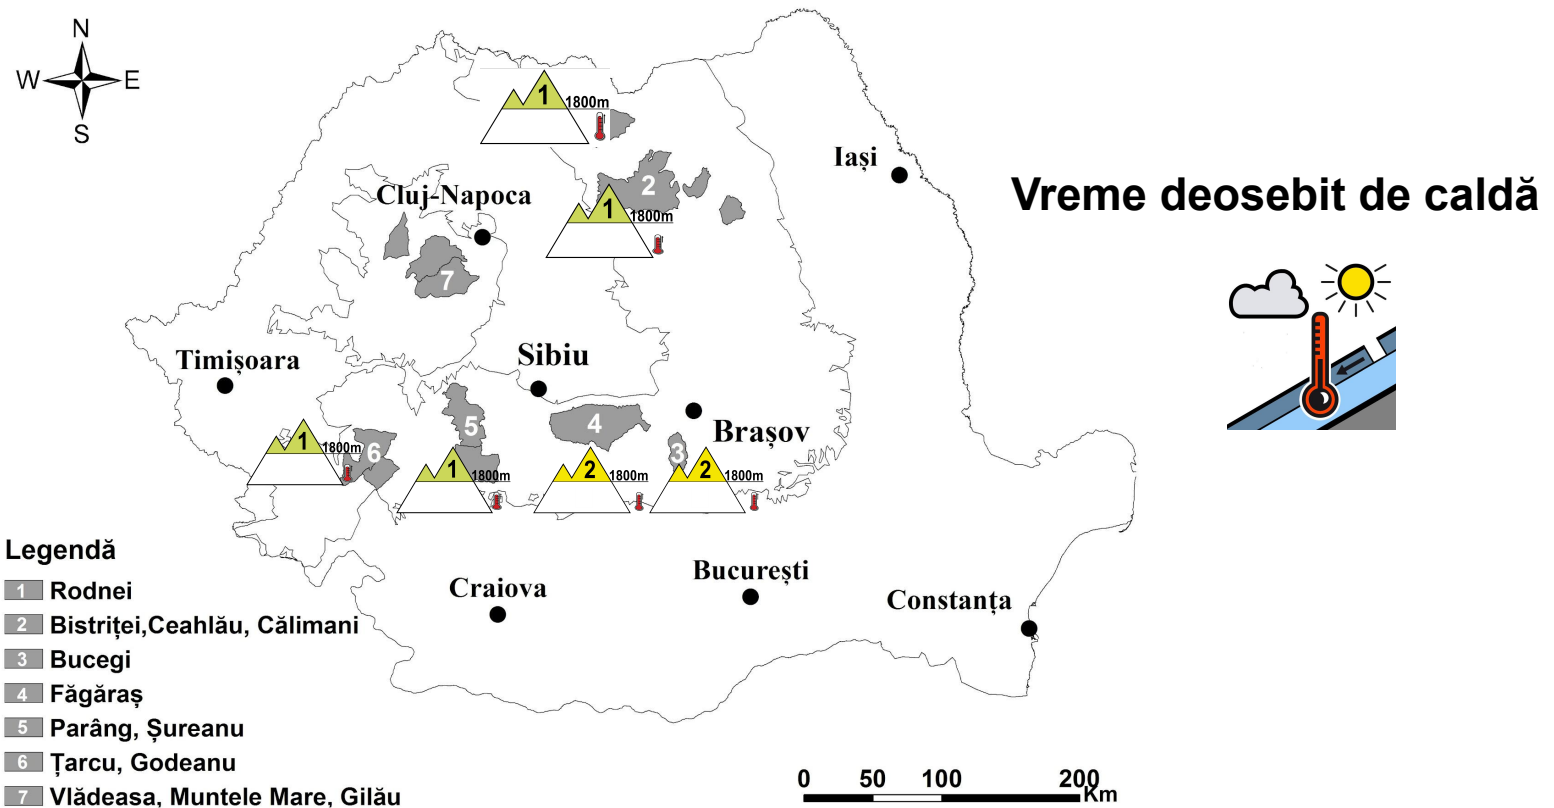 N
W E
S
1
1800m
Iași
Vreme deosebit de caldă
2
Cluj-Napoca
1
1800m
7
Timișoara
Sibiu
4
5
Brașov
1
1800m
6
3
1
1800m
2
1800m
2
1800m
Legendă
București
1 Rodnei
Craiova
Constanța
2 Bistriței,Ceahlău, Călimani
3 Bucegi
4 Făgăraș
5 Parâng, Șureanu
6 Țarcu, Godeanu
7 Vlădeasa, Muntele Mare, Gilău
0 50 100 200
Km